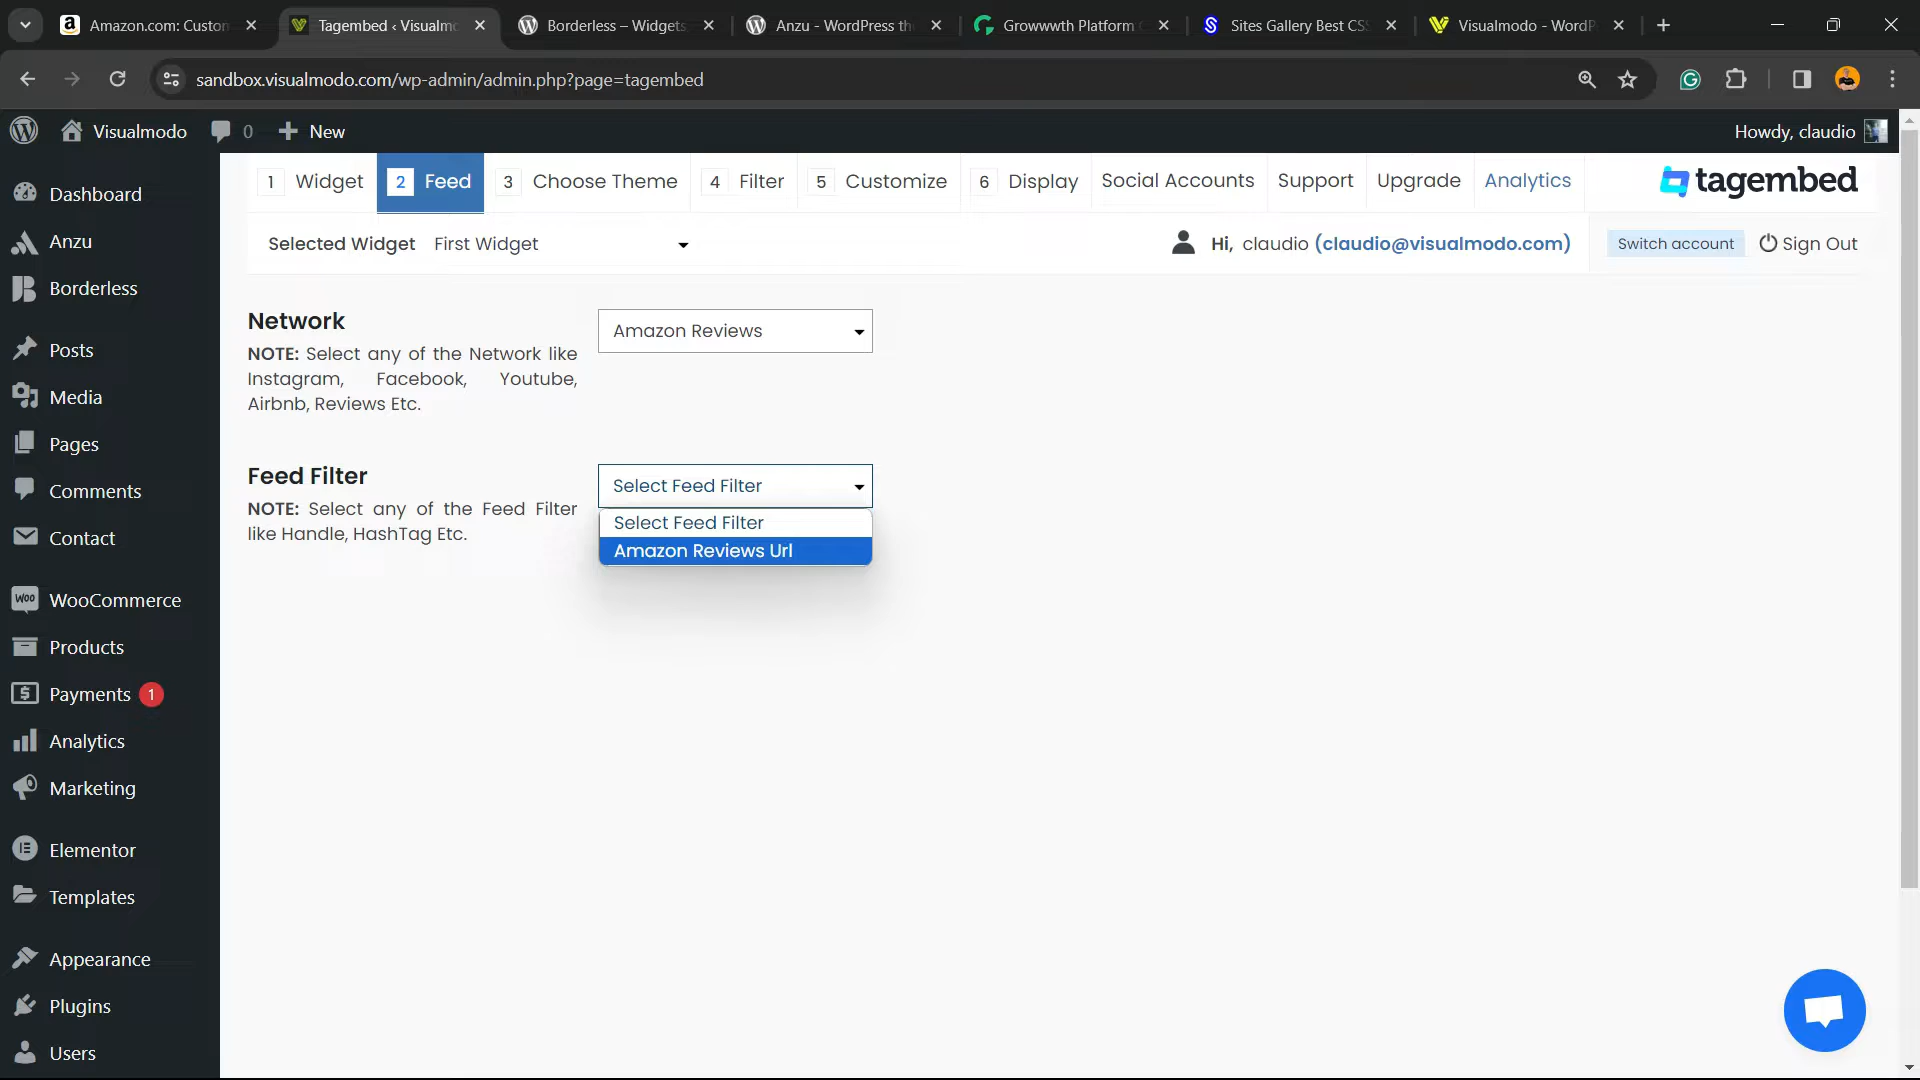 Amazon.com: Custon
Tagembed ‹ Visualmo
Borderless – Widgets,
Anzu - WordPress th
Growwwth Platform
Sites Gallery Best CSS
Visualmodo - WordP
sandbox.visualmodo.com/wp-admin/admin.php?page=tagembed
Visualmodo
0
New
Howdy, claudio
Dashboard
Anzu
Borderless
Posts
Media
Pages
Comments
Contact
WooCommerce
Products
Payments 1
Analytics
Marketing
Elementor
Templates
Appearance
Plugins
Users
1 Widget
2 Feed
3 Choose Theme
4 Filter
5 Customize
6 Display
Social Accounts
Support
Upgrade
Analytics
tagembed
Selected Widget First Widget
Hi, claudio (claudio@visualmodo.com)
Switch account
Sign Out
Network
NOTE: Select any of the Network like
Instagram, Facebook, Youtube,
Airbnb, Reviews Etc.
Amazon Reviews
Feed Filter
NOTE: Select any of the Feed Filter
like Handle, HashTag Etc.
Select Feed Filter
Select Feed Filter
Amazon Reviews Url